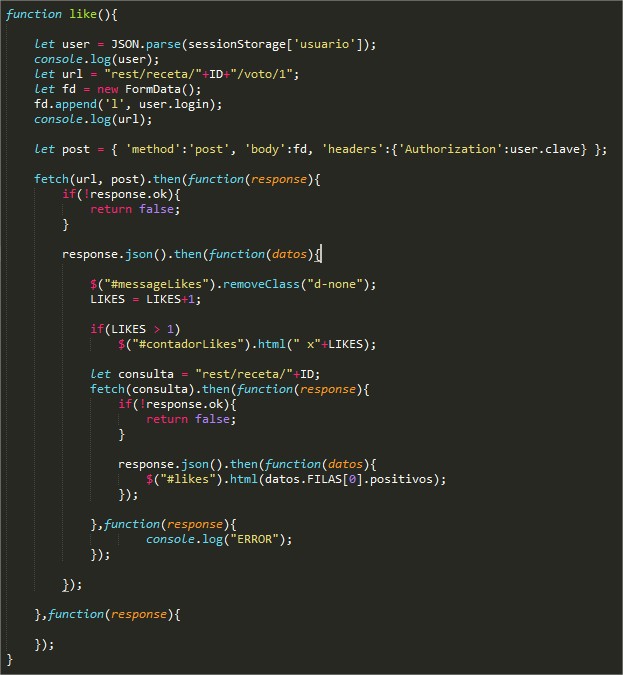 function like(){
let user = JSON.parse(sessionStorage['usuario']);
console.log(user);
let url = "rest/receta/"+ID+"/voto/1";
let fd = new FormData();
fd.append('l', user.login);
console.log(url);
let post = { 'method':'post', 'body':fd, 'headers':{'Authorization':user.clave} };
fetch(url, post).then(function(response){
if(!response.ok){
return false;
}
response.json().then(function(datos){
$("#messageLikes").removeClass("d-none");
LIKES = LIKES+1;
if(LIKES > 1)
$("#contadorLikes").html(" x"+LIKES);
let consulta = "rest/receta/"+ID;
fetch(consulta).then(function(response){
if(!response.ok){
return false;
}
response.json().then(function(datos){
$("#likes").html(datos.FILAS[0].positivos);
});
},function(response){
console.log("ERROR");
});
});
},function(response){
});
}